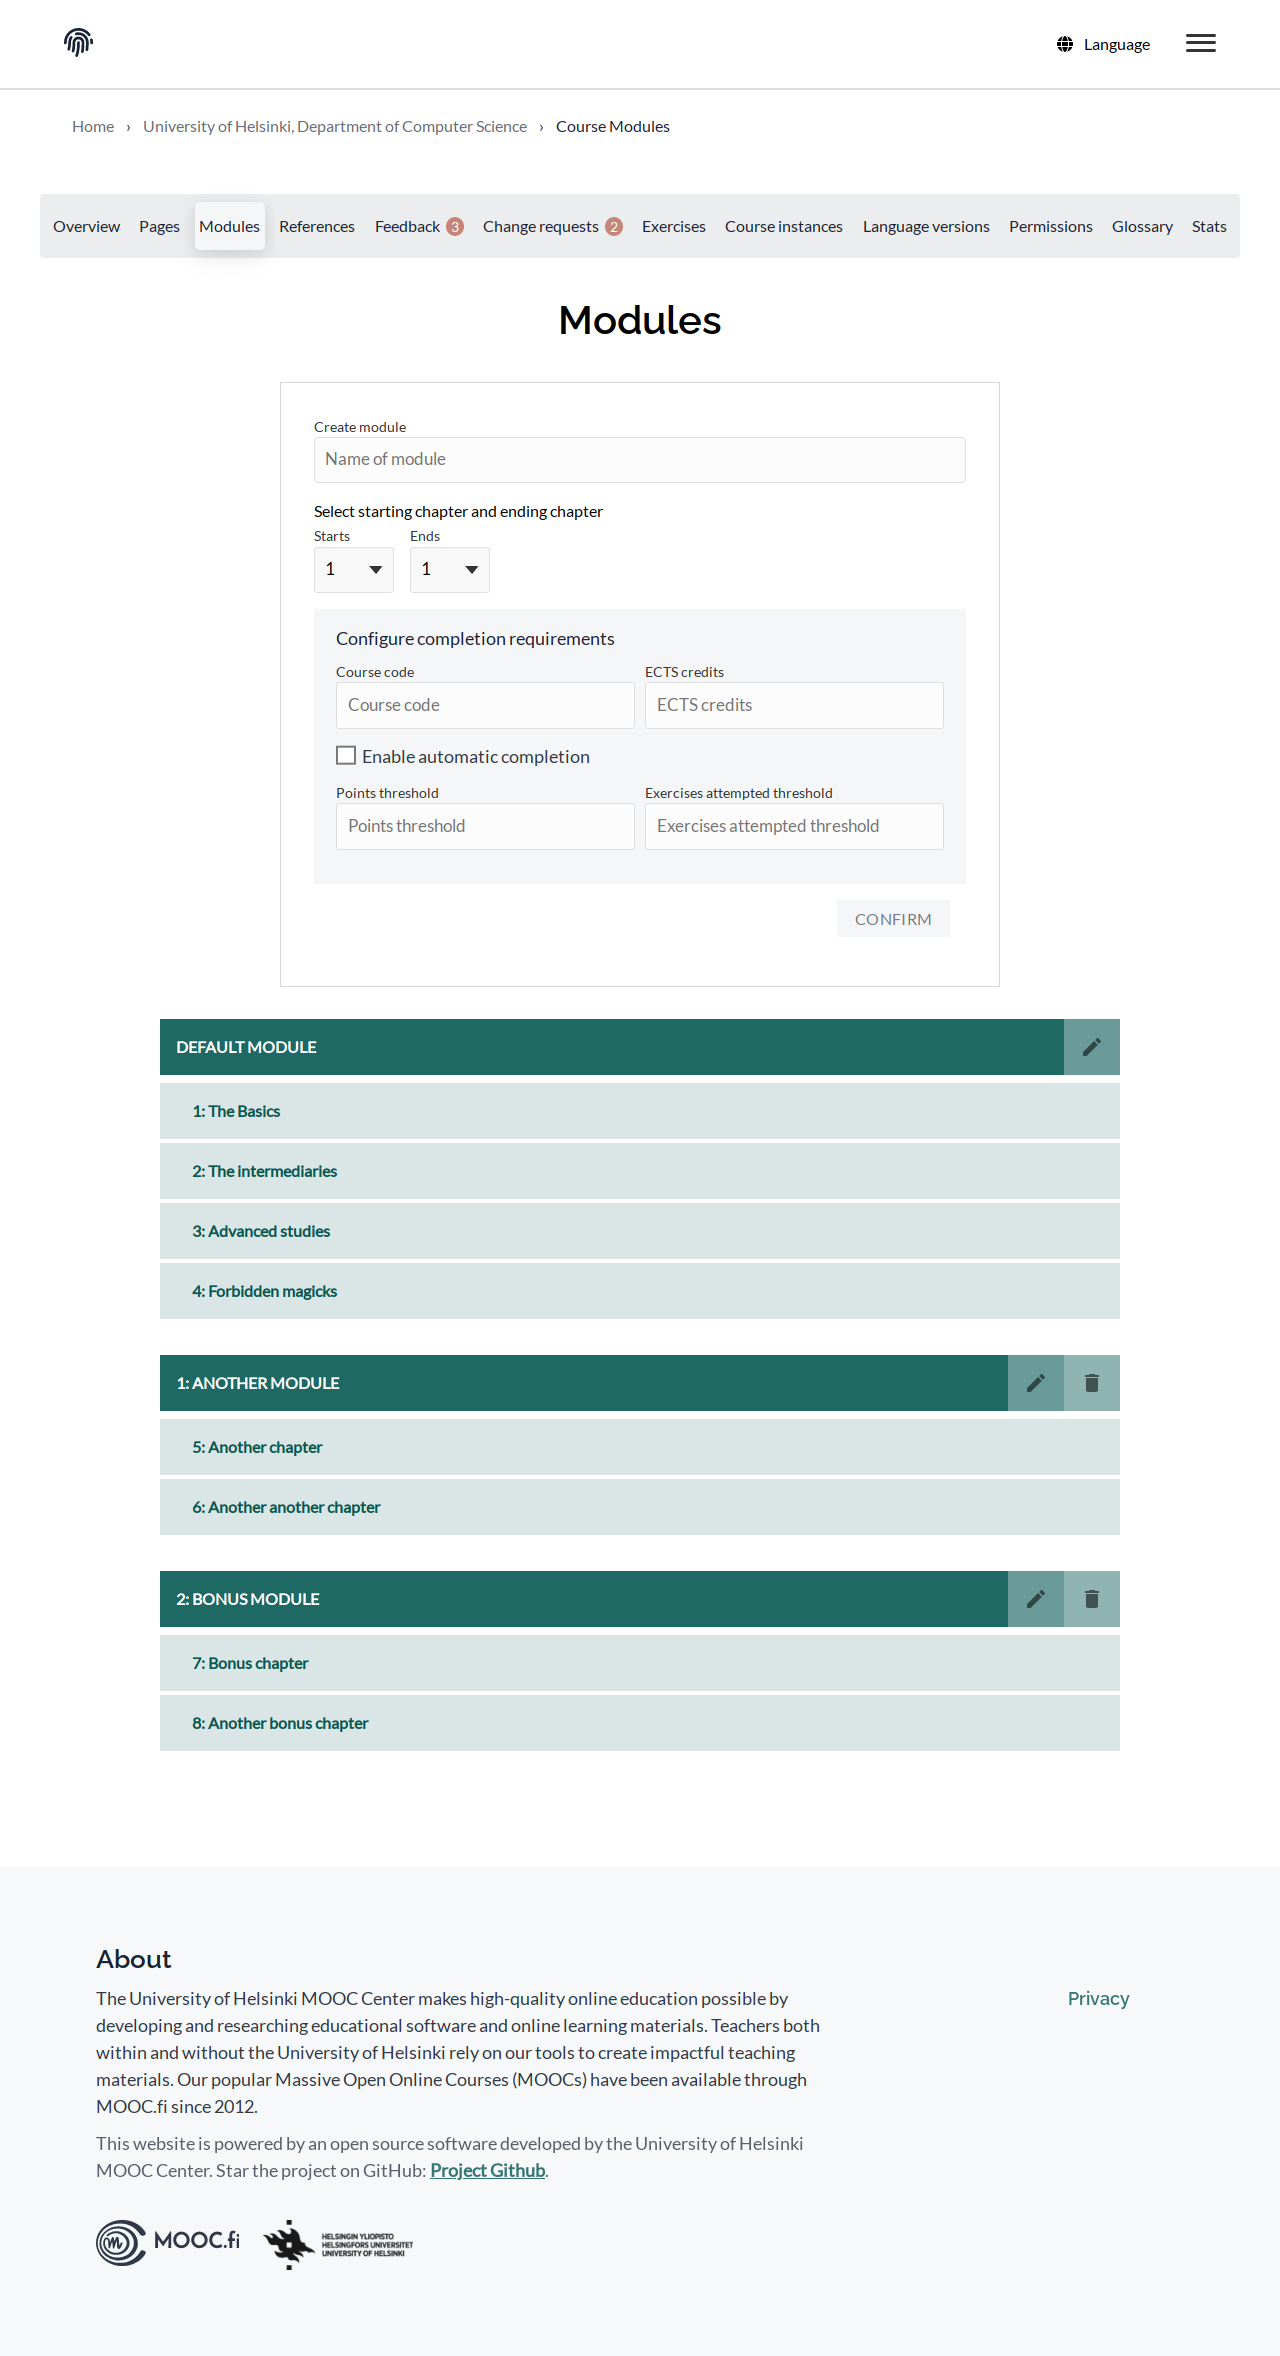 Language
Home › University of Helsinki, Department of Computer Science › Course Modules
Overview Pages Modules References Feedback 3 Change requests 2 Exercises Course instances Language versions Permissions Glossary Stats
Modules
Create module
Name of module
Select starting chapter and ending chapter
Starts Ends
1 1
Configure completion requirements
Course code ECTS credits
Course code ECTS credits
Enable automatic completion
Points threshold Exercises attempted threshold
Points threshold Exercises attempted threshold
CONFIRM
DEFAULT MODULE
1: The Basics
2: The intermediaries
3: Advanced studies
4: Forbidden magicks
1: ANOTHER MODULE
5: Another chapter
6: Another another chapter
2: BONUS MODULE
7: Bonus chapter
8: Another bonus chapter
About
The University of Helsinki MOOC Center makes high-quality online education possible by
developing and researching educational software and online learning materials. Teachers both
within and without the University of Helsinki rely on our tools to create impactful teaching
materials. Our popular Massive Open Online Courses (MOOCs) have been available through
MOOC.fi since 2012.
Privacy
This website is powered by an open source software developed by the University of Helsinki
MOOC Center. Star the project on GitHub: Project Github.
MOOC.fi
HELSINGIN YLIOPISTO
HELSINGFORS UNIVERSITET
UNIVERSITY OF HELSINKI